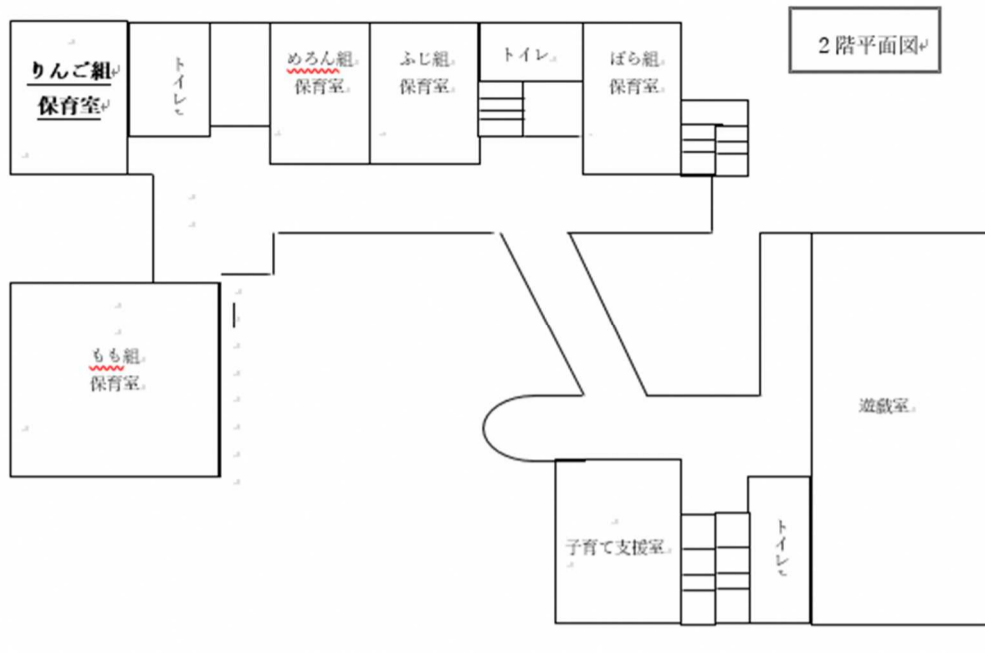 ２階平面図
りんご組
保育室
トイレ
めろん組
保育室
ふじ組
保育室
トイレ
ばら組
保育室
もも組
保育室
遊戯室
子育て支援室
トイレ